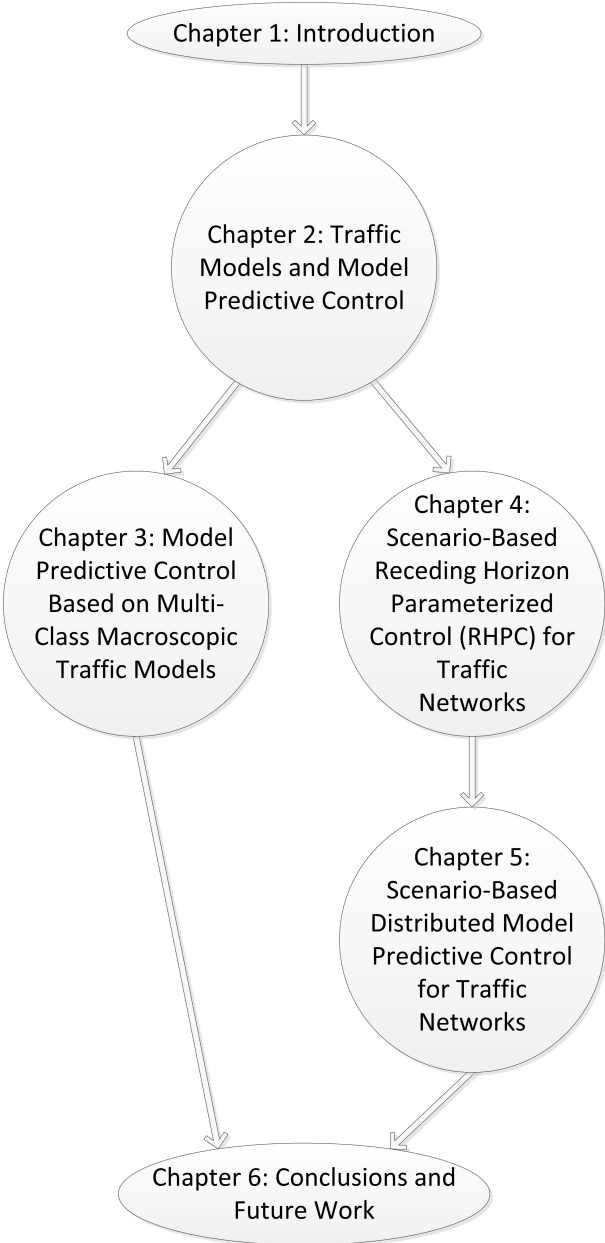 Chapter 1: Introduction
Chapter 2: Traffic
Models and Model
Predictive Control
Chapter 3: Model
Predictive Control
Based on Multi-
Class Macroscopic
Traffic Models
Chapter 4:
Scenario-Based
Receding Horizon
Parameterized
Control (RHPC) for
Traffic
Networks
Chapter 5:
Scenario-Based
Distributed Model
Predictive Control
for Traffic
Networks
Chapter 6: Conclusions and
Future Work